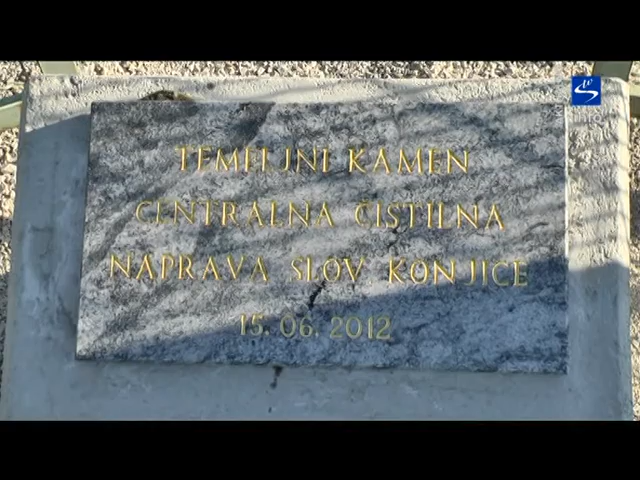 TEMELJNI KAMEN
CENTRALNA ČISTILNA
NAPRAVA SLOV KONJICE
15. 06. 2012